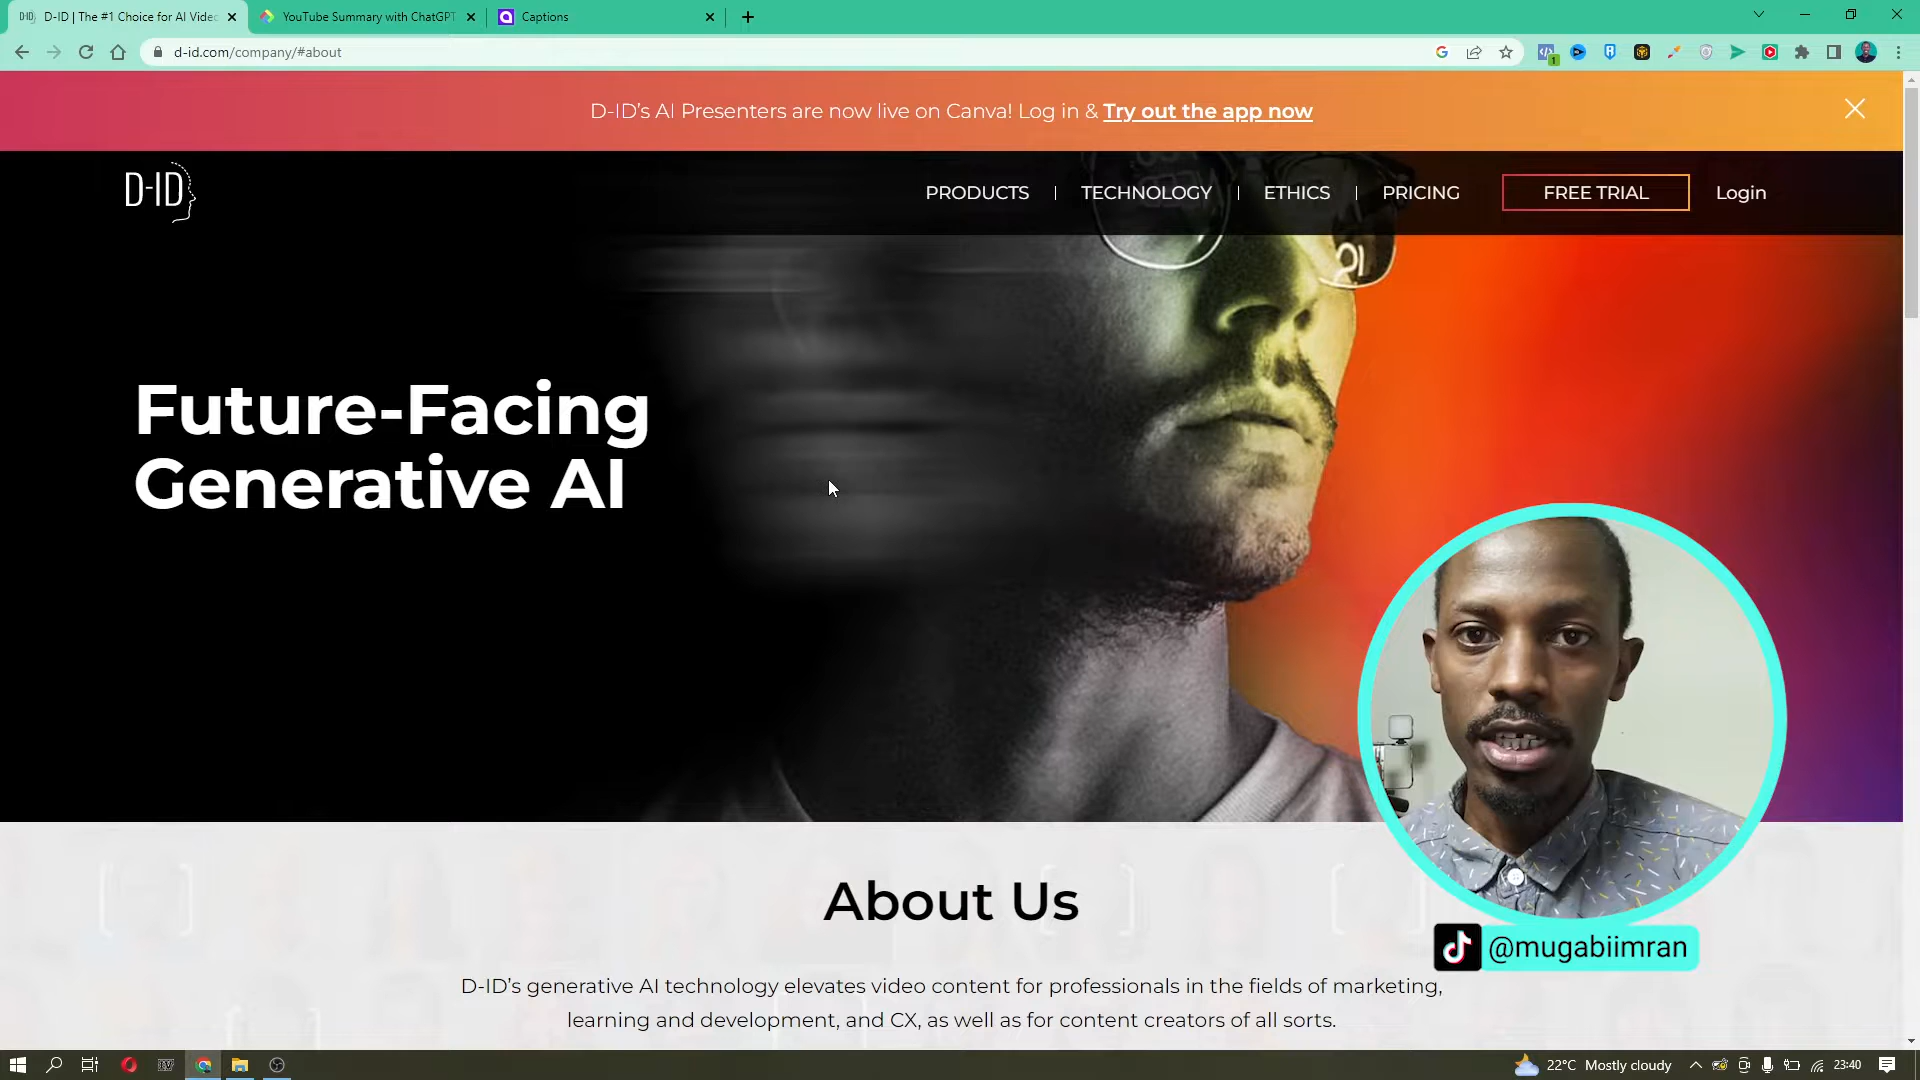 D-ID | The #1 Choice for AI Video
YouTube Summary with ChatGPT
Captions
d-id.com/company/#about
D-ID’s AI Presenters are now live on Canva! Log in & Try out the app now
D-ID
PRODUCTS
TECHNOLOGY
ETHICS
PRICING
FREE TRIAL
Login
Future-Facing
Generative AI
About Us
@mugabiimran
D-ID’s generative AI technology elevates video content for professionals in the fields of marketing,
learning and development, and CX, as well as for content creators of all sorts.
22°C Mostly cloudy
23:40